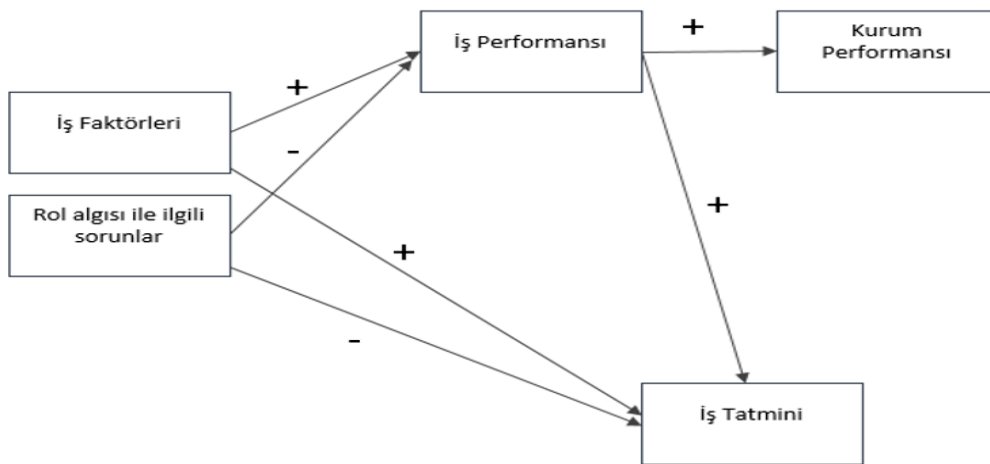 İş Performansı
+
Kurum
Performansı
+
İş Faktörleri
-
Rol algısı ile ilgili
sorunlar
+
+
-
İş Tatmini